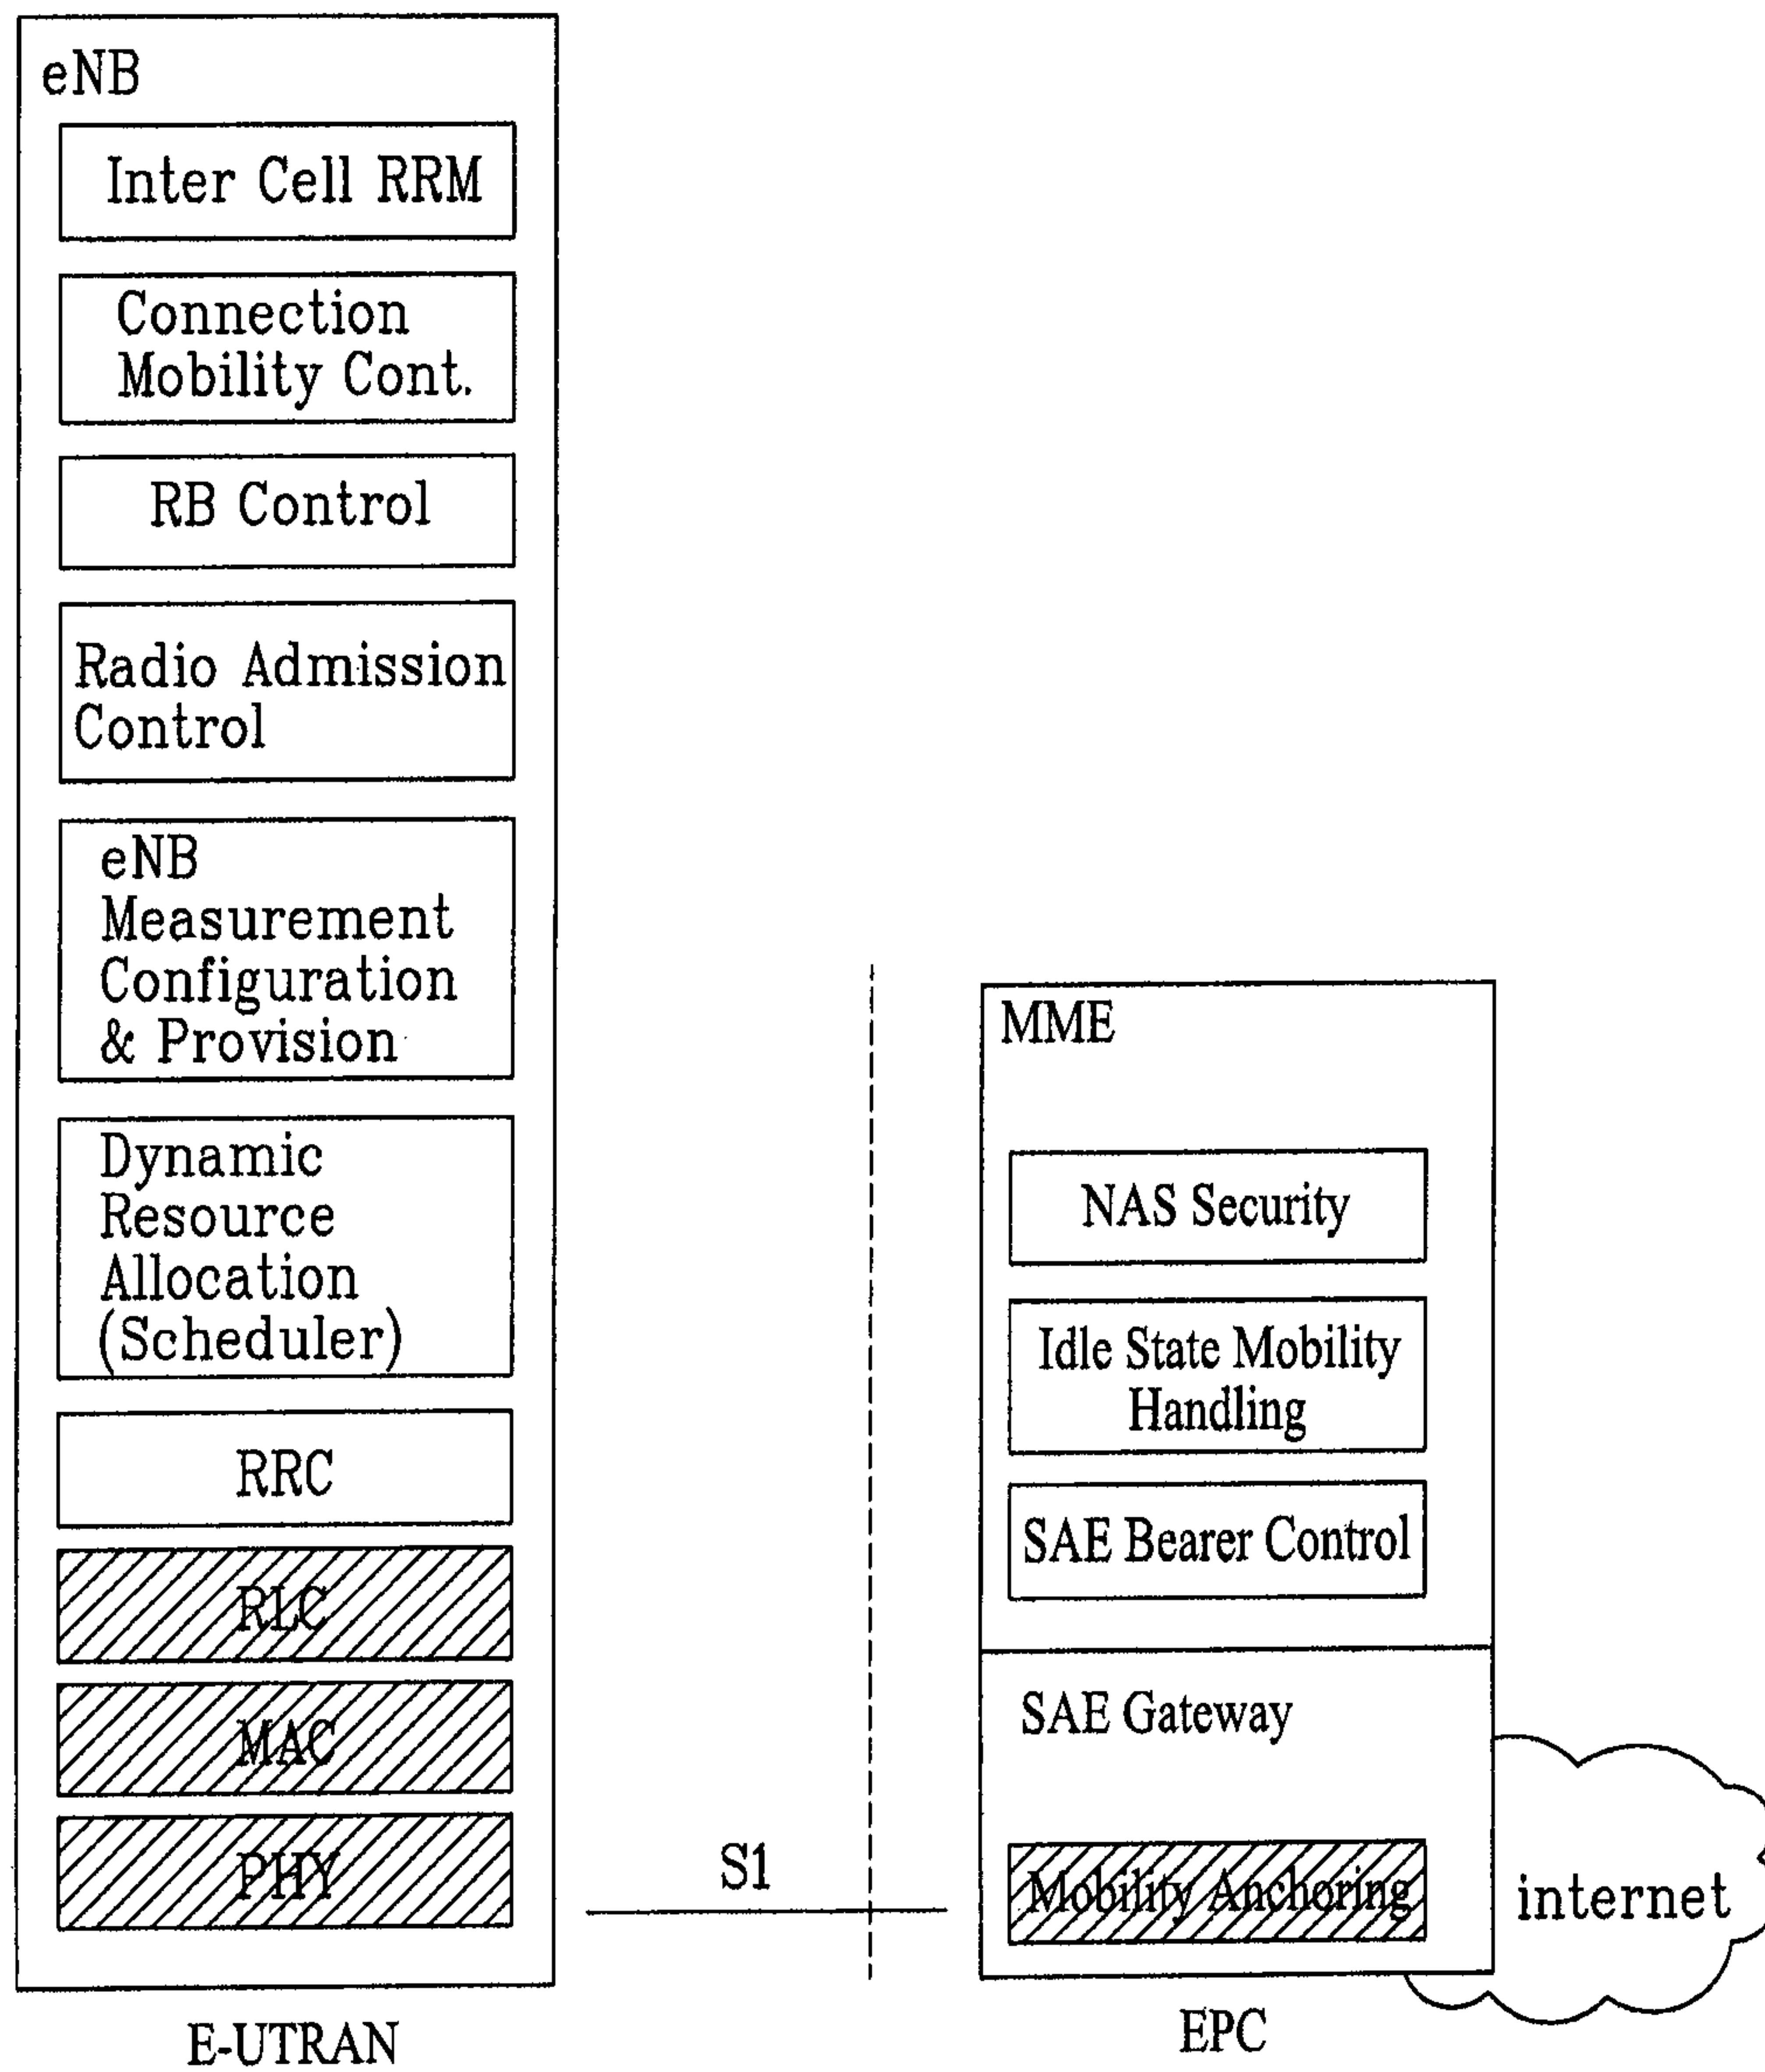 eNB
Inter Cell RRM
Connection
Mobility Cont.
RB Control
Radio Admission
Control
eNB
Measurement
Configuration
& Provision
Dynamic
Resource
Allocation
(Scheduler)
RRC
RLC
MAC
PHY
E-UTRAN
S1
MME
NAS Security
Idle State Mobility
Handling
SAE Bearer Control
SAE Gateway
Mobility Anchoring
EPC
internet